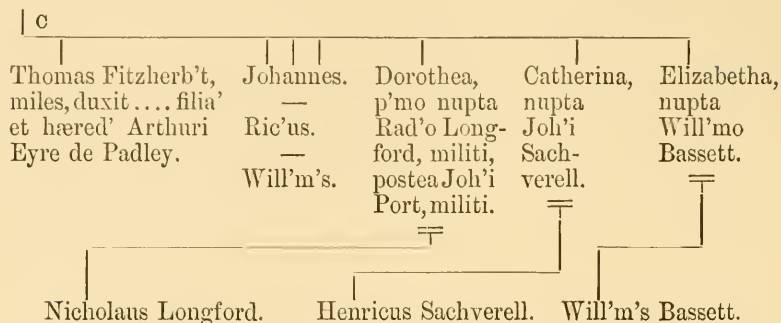 c
Thomas Fitzherb't,
miles, duxit .... filia'
et hæred' Arthuri
Eyre de Padley.
Johannes.
—
Ric'us.
—
Will'm's.
Dorothea,
p'mo nupta
Rad'o Long-
ford, militi,
postea Joh'i
Port, militi.
Catherina,
nupta
Joh'i
Sach-
verell.
Elizabetha,
nupta
Will'mo
Bassett.
Nicholaus Longford.
Henricus Sachverell.
Will'm's Bassett.